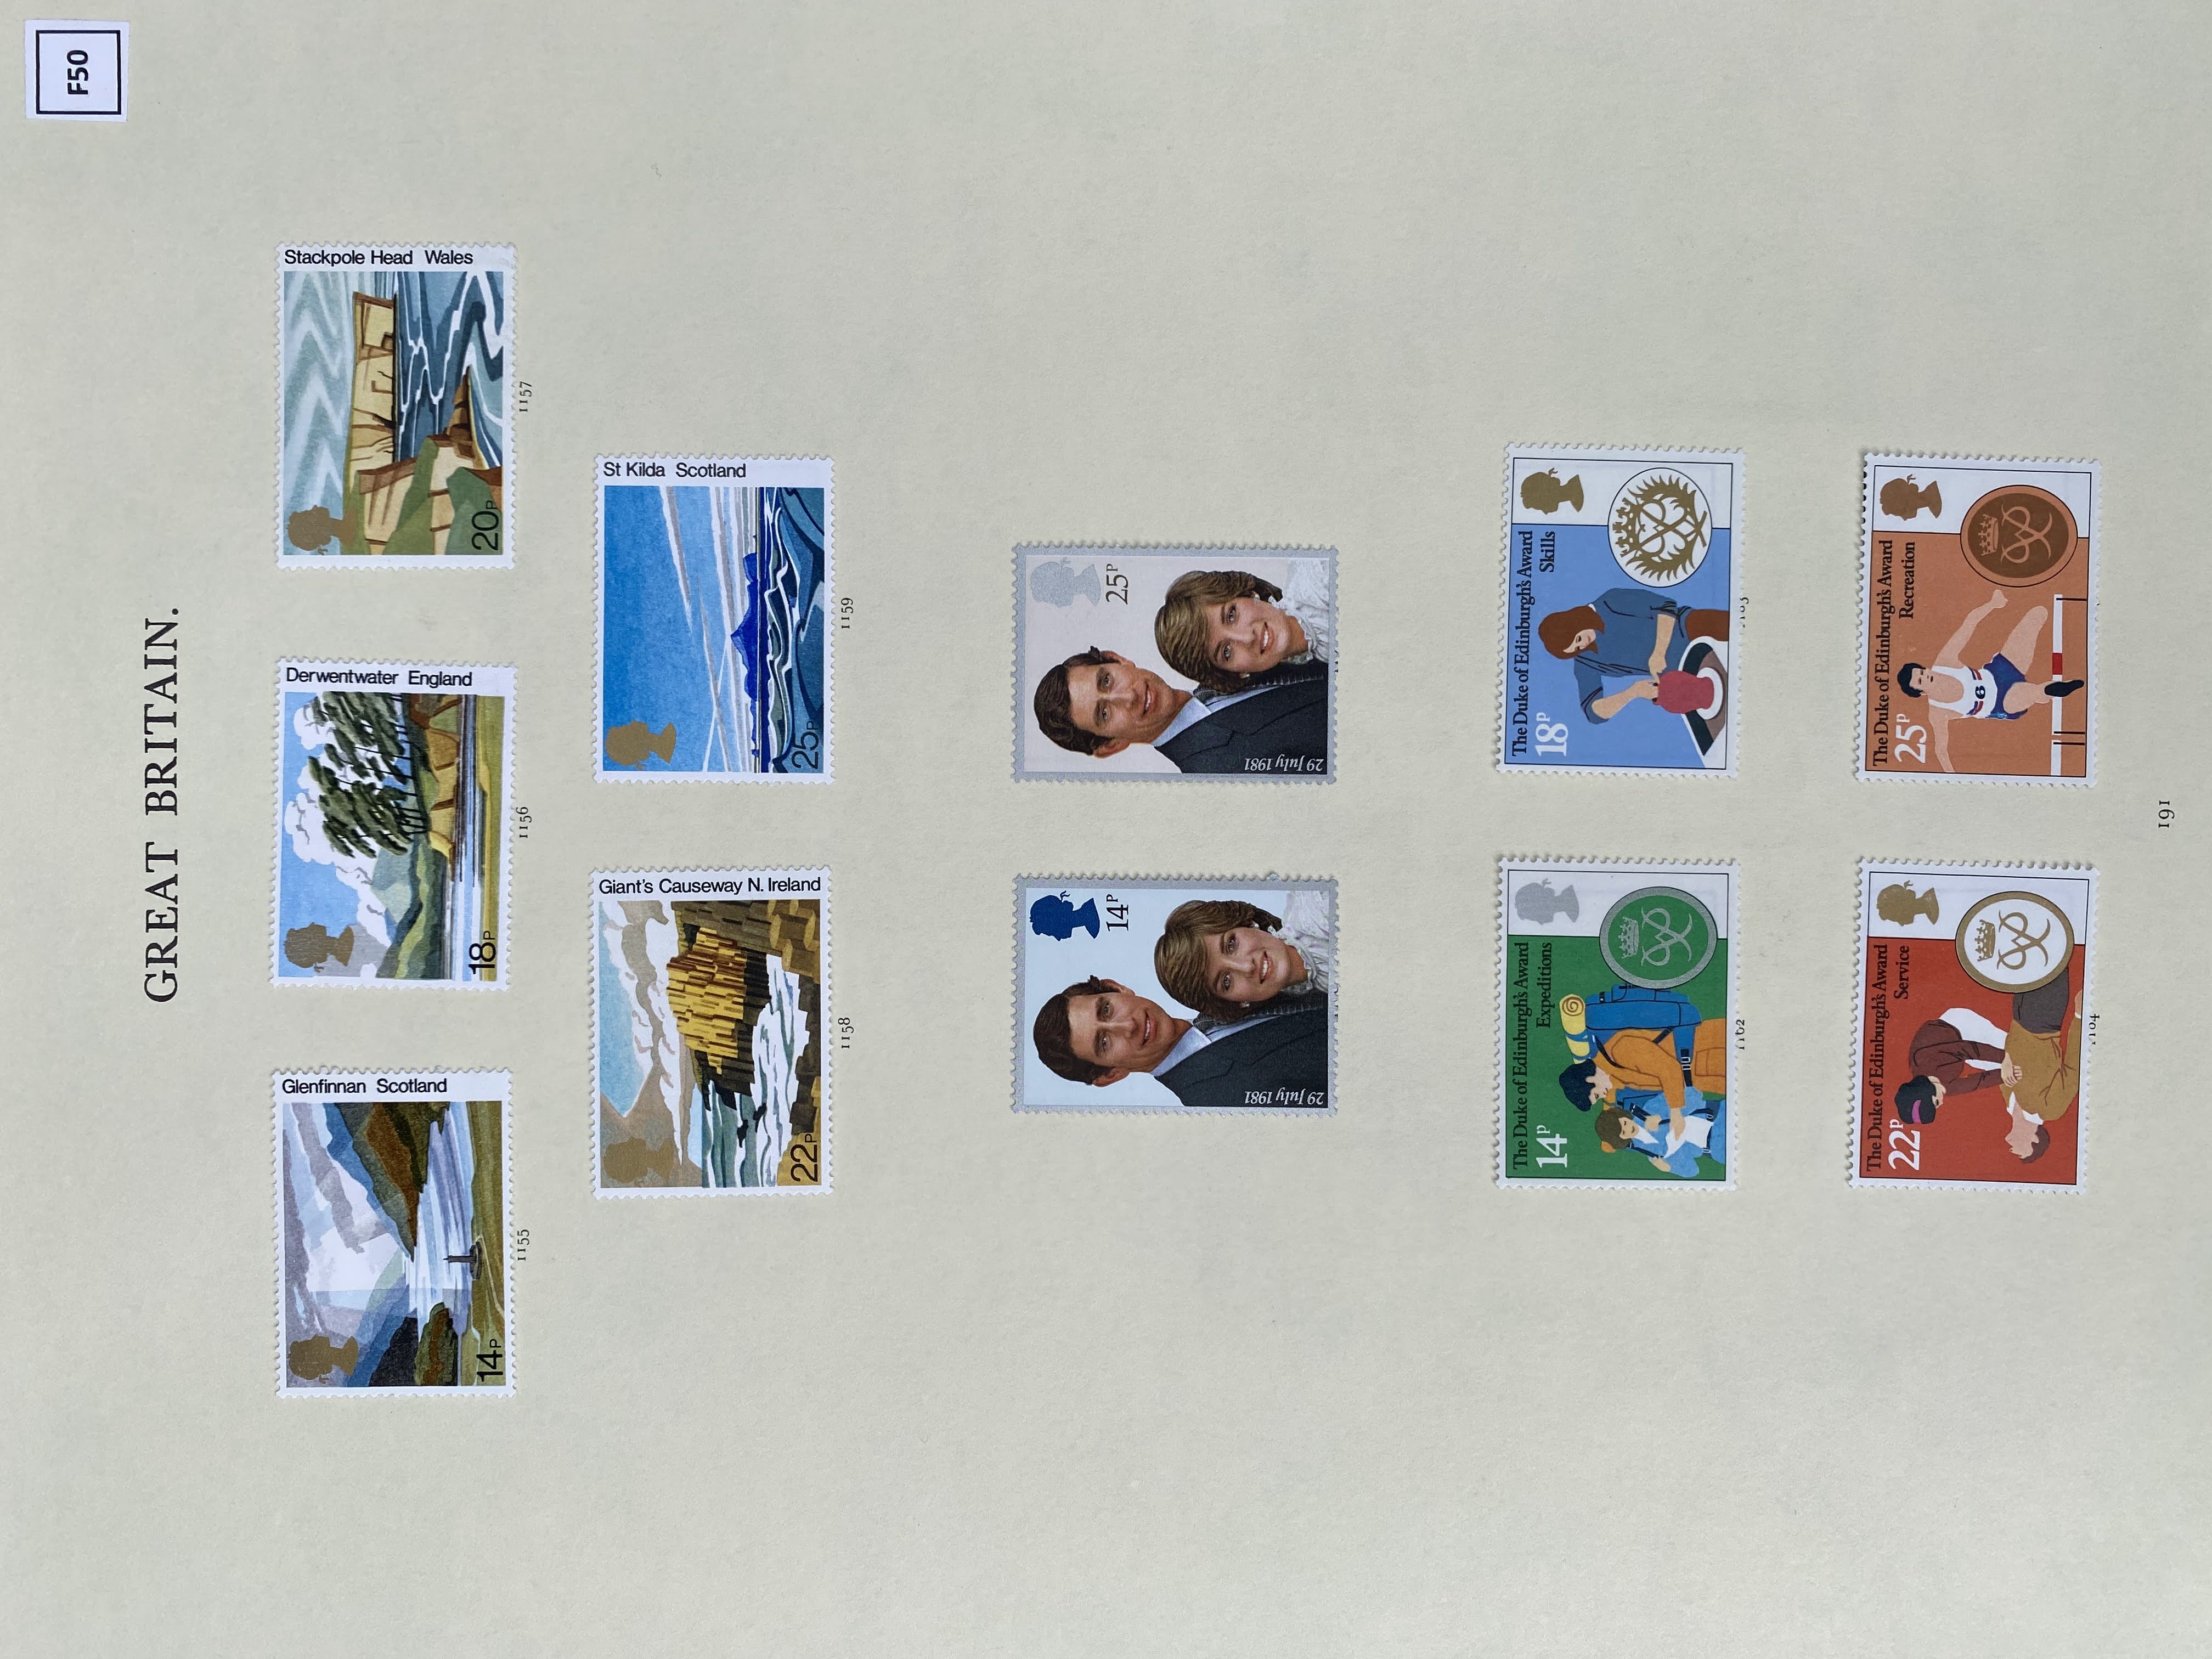 F50
GREAT BRITAIN.
Glenfinnan Scotland
14P
1155
Derwentwater England
18P
1156
Stackpole Head Wales
20P
1157
Giant's Causeway N. Ireland
22P
1158
St Kilda Scotland
25P
1159
14P
29 July 1981
25P
29 July 1981
The Duke of Edinburgh's Award
14P
Expeditions
1162
The Duke of Edinburgh's Award
18P
Skills
The Duke of Edinburgh's Award
22P
Service
The Duke of Edinburgh's Award
25P
Recreation
6
191